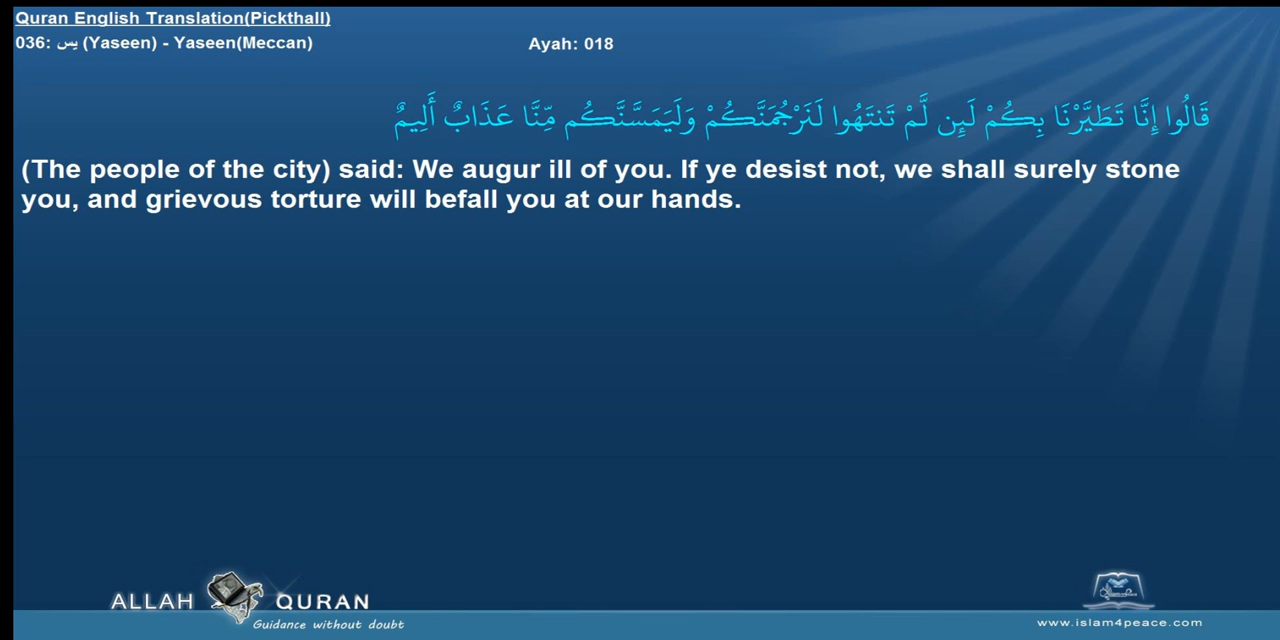 Quran English Translation(Pickthall)
036: يس (Yaseen) - Yaseen(Meccan) Ayah: 018
قَالُوا إِنَّا تَطَيَّرْنَا بِكُمْ لَئِن لَّمْ تَنتَهُوا لَنَرْجُمَنَّكُمْ وَلَيَمَسَّنَّكُم مِّنَّا عَذَابٌ أَلِيمٌ
(The people of the city) said: We augur ill of you. If ye desist not, we shall surely stone
you, and grievous torture will befall you at our hands.
ALLAH QURAN
Guidance without doubt
www.islam4peace.com